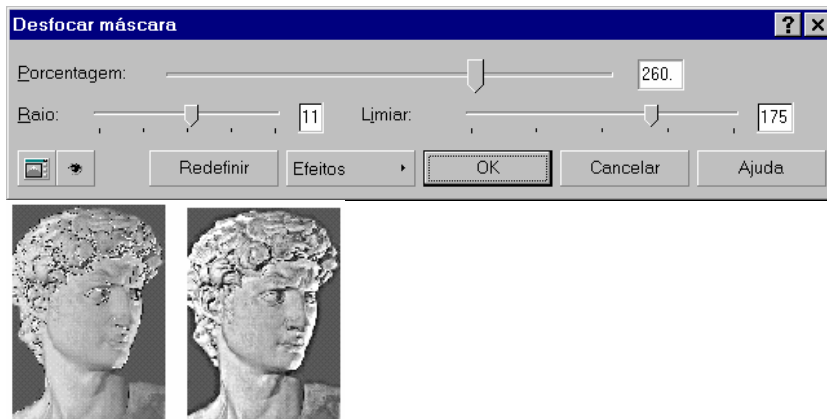 Desfocar máscara
Porcentagem: 260.
Raio: 11 Limiar: 175
Redefinir Efeitos OK Cancelar Ajuda